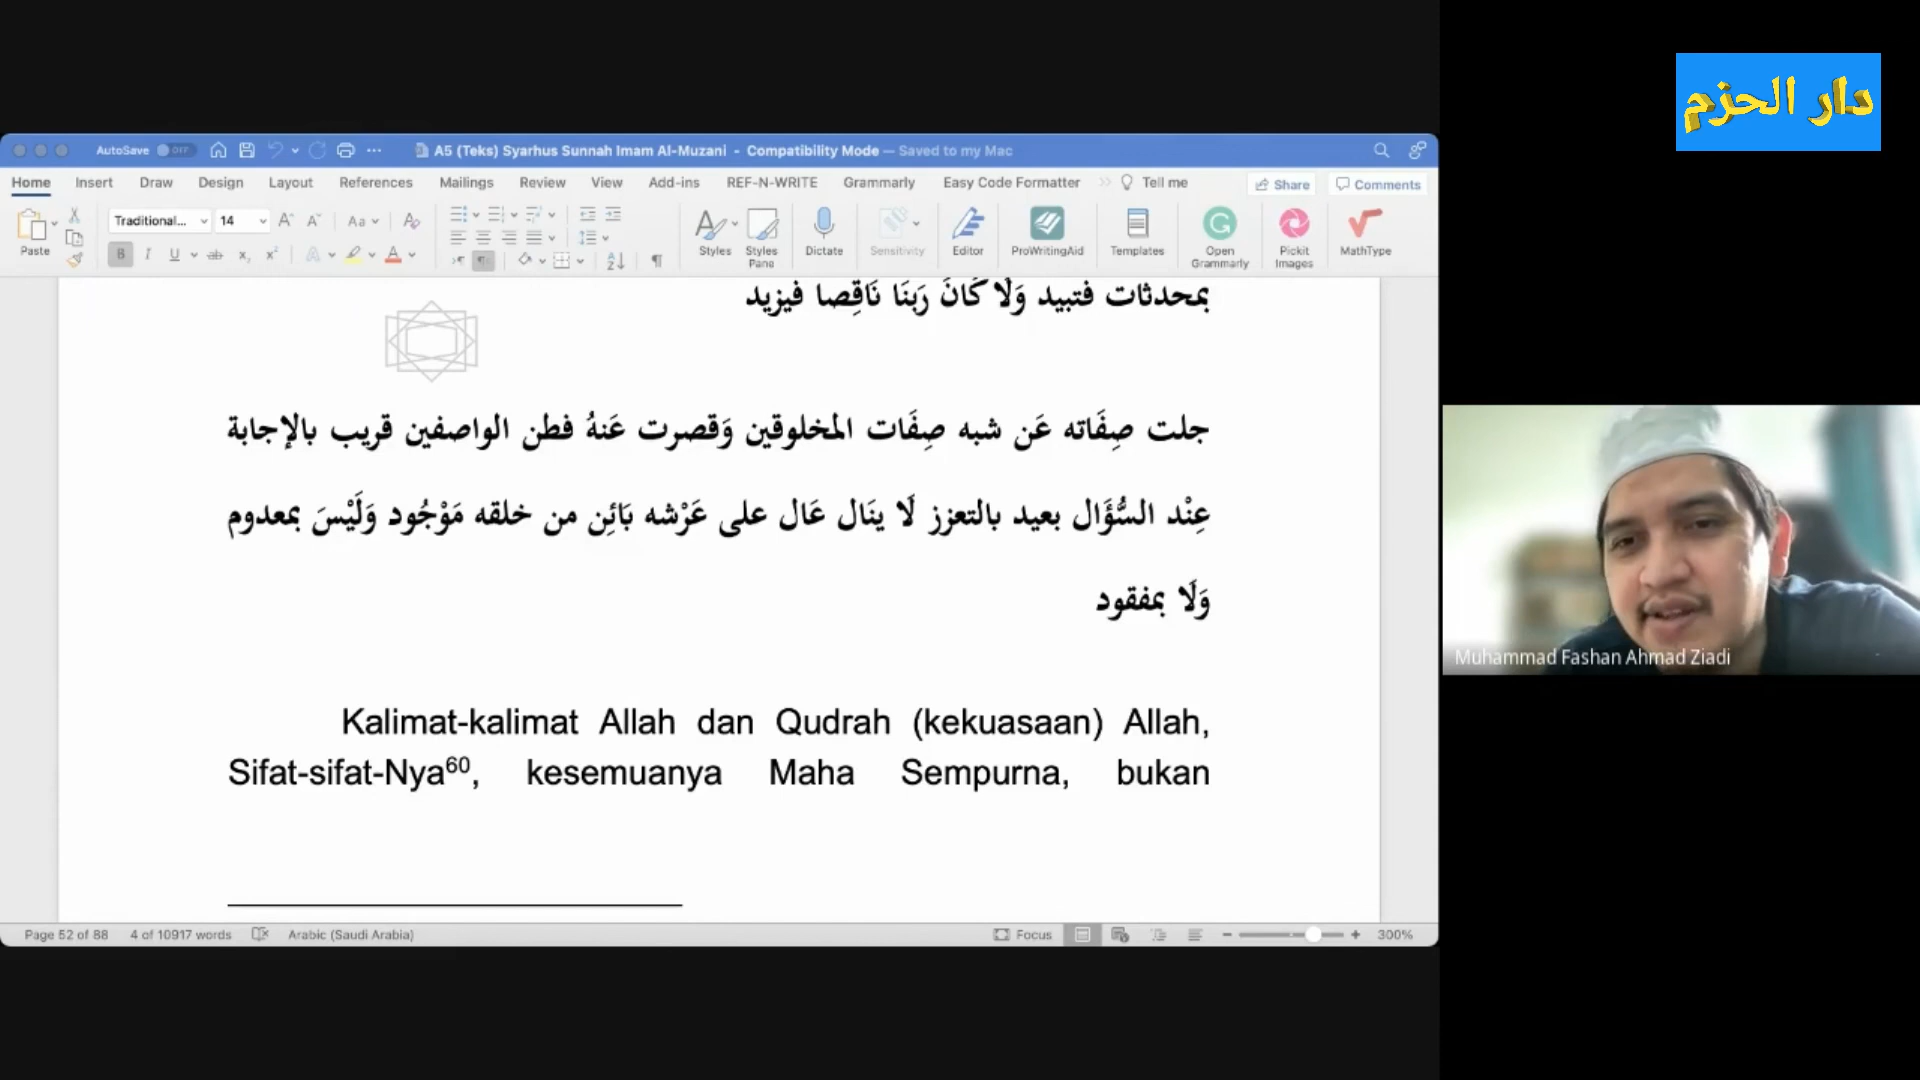 دار الحزم
AutoSave OFF
A5 (Teks) Syarhus Sunnah Imam Al-Muzani - Compatibility Mode — Saved to my Mac
Home Insert Draw Design Layout References Mailings Review View Add-ins REF-N-WRITE Grammarly Easy Code Formatter Tell me Share Comments
Paste
Traditional... 14
Styles
Styles Pane
Dictate
Sensitivity
Editor
ProWritingAid
Templates
Open Grammarly
Pickit Images
MathType
بمحدثات فتبيد وَلَا كَانَ رَبنَا نَاقِصا فيزيد
جلت صِفَاته عَن شبه صِفَات المخلوقين وَقصرت عَنهُ فطن الواصفين قريب بالإجابة
عِنْد السُّؤَال بعيد بالتعزز لَا ينَال عَال على عَرْشه بَائِن من خلقه مَوْجُود وَلَيْسَ بمعدوم
وَلَا بمفقود
Kalimat-kalimat Allah dan Qudrah (kekuasaan) Allah,
Sifat-sifat-Nya60, kesemuanya Maha Sempurna, bukan
Page 52 of 88 4 of 10917 words Arabic (Saudi Arabia) Focus 300%
Muhammad Fashan Ahmad Ziadi